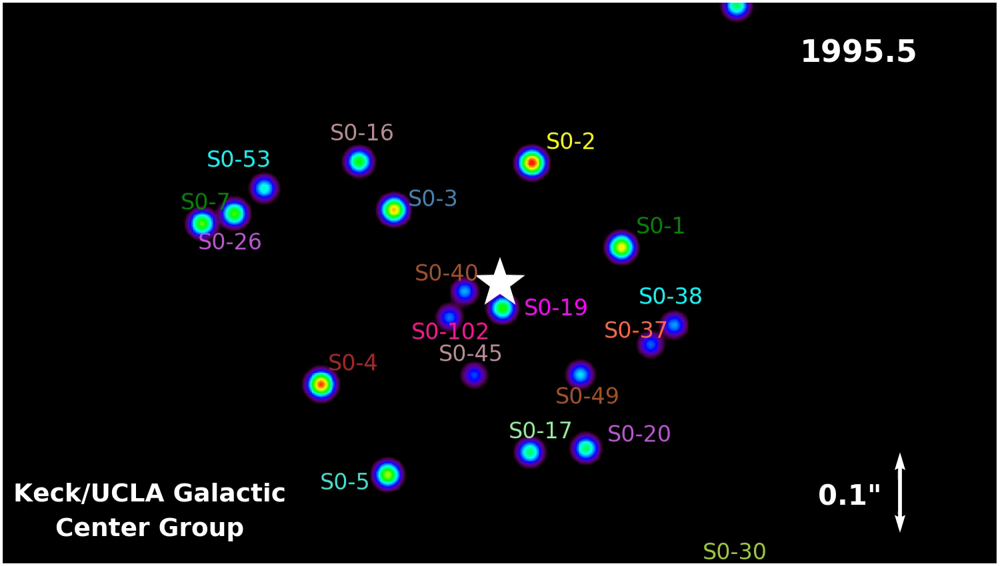 1995.5
S0-16
S0-2
S0-53
S0-3
S0-7
S0-1
S0-26
S0-40
S0-38
S0-19
S0-37
S0-102
S0-45
S0-4
S0-49
S0-17
S0-20
S0-5
Keck/UCLA Galactic
Center Group
0.1"
S0-30